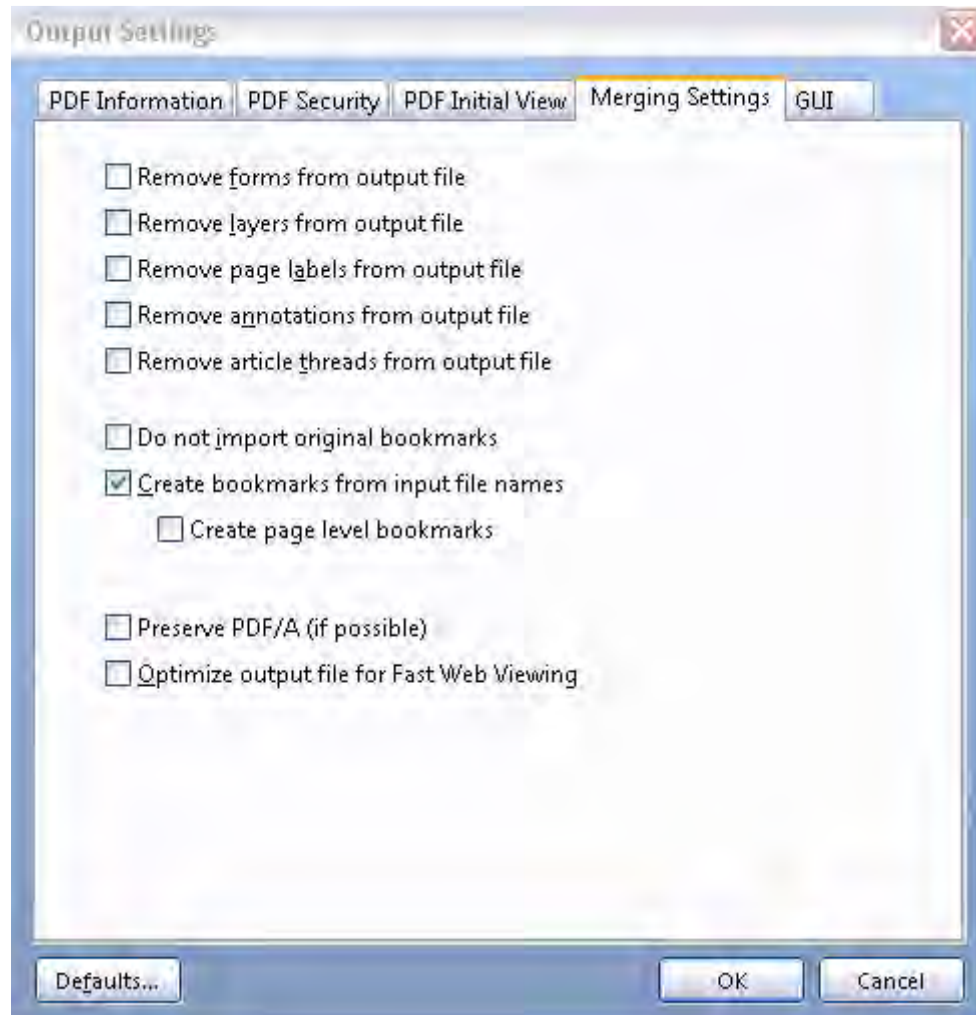 Output Settings
PDF Information PDF Security PDF Initial View Merging Settings GUI
Remove forms from output file
Remove layers from output file
Remove page labels from output file
Remove annotations from output file
Remove article threads from output file
Do not import original bookmarks
Create bookmarks from input file names
Create page level bookmarks
Preserve PDF/A (if possible)
Optimize output file for Fast Web Viewing
Defaults... OK Cancel